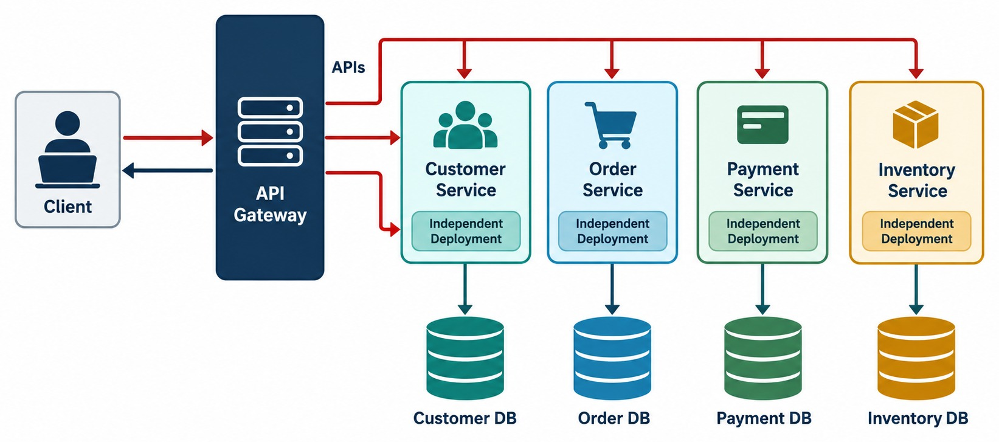 APIs
Client
API
Gateway
Customer
Service
Independent
Deployment
Order
Service
Independent
Deployment
Payment
Service
Independent
Deployment
Inventory
Service
Independent
Deployment
Customer DB
Order DB
Payment DB
Inventory DB